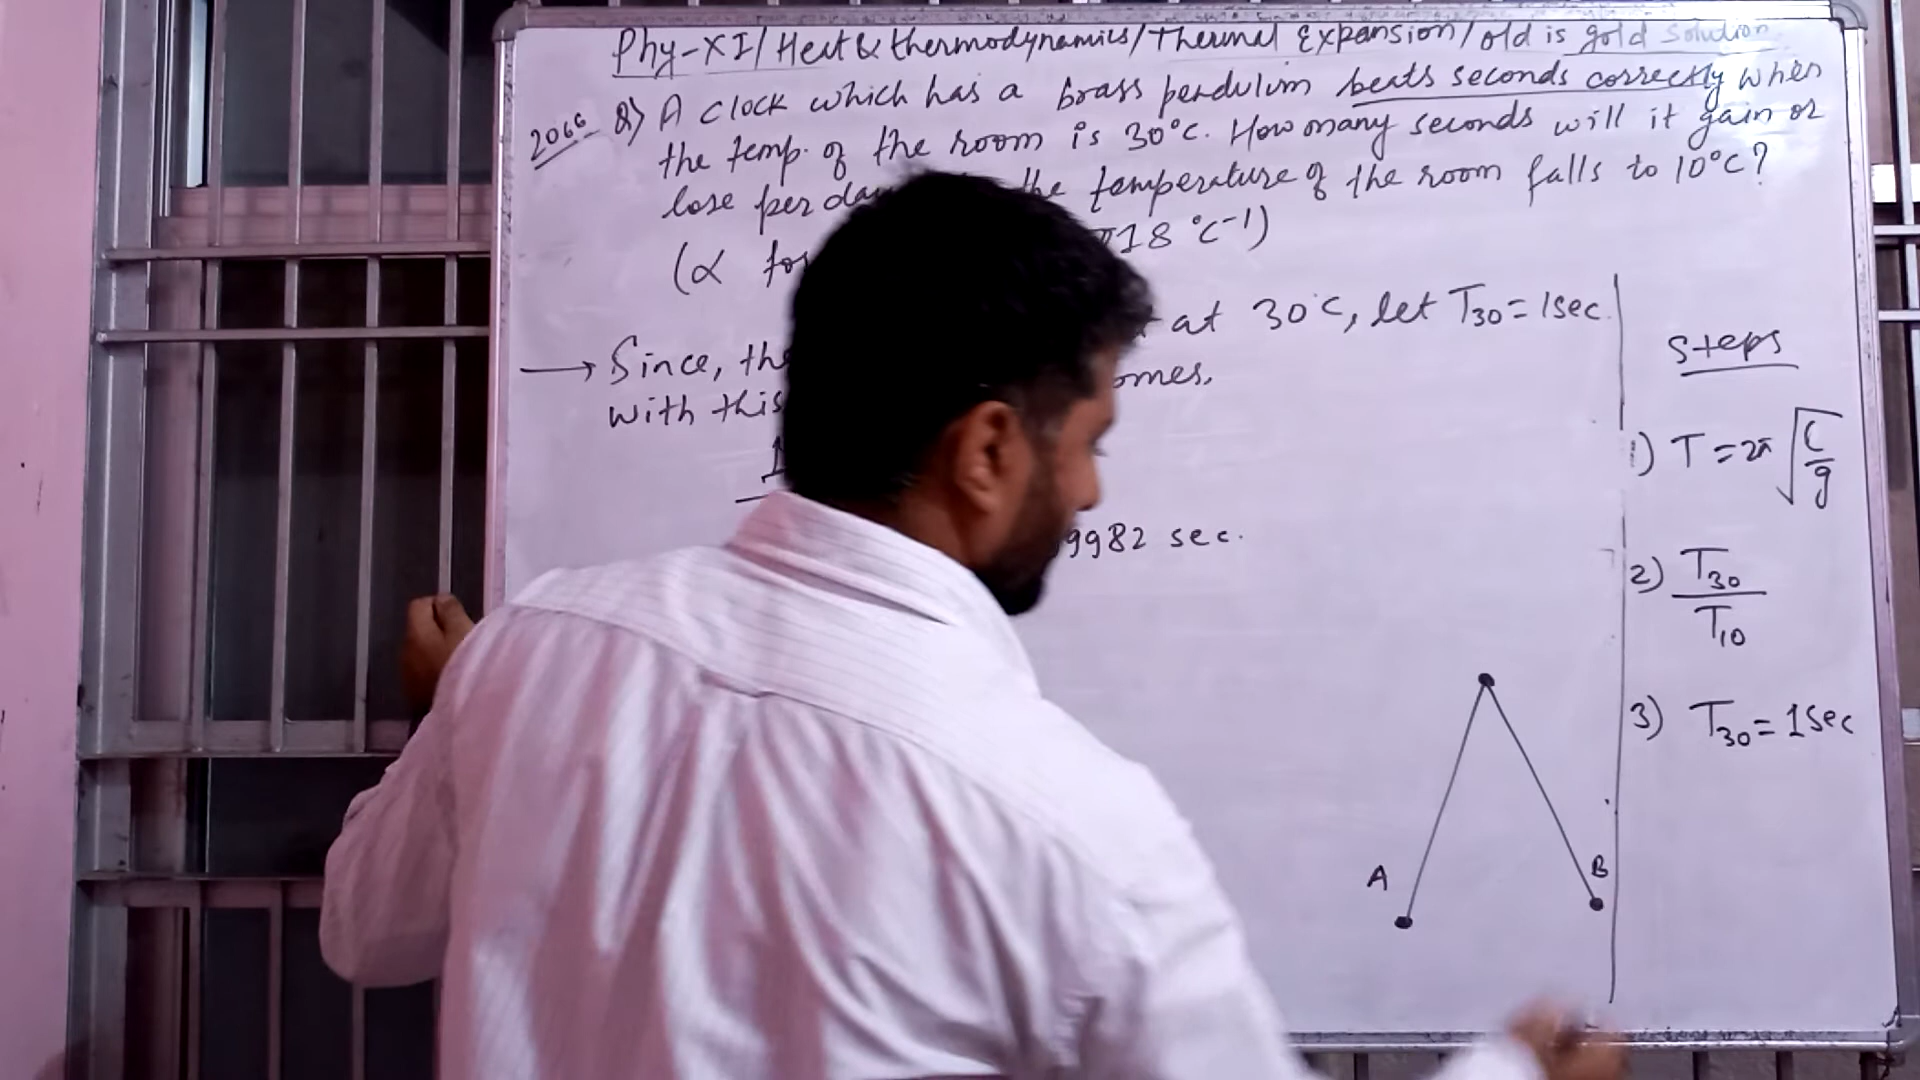 Phy-XI/Heat & thermodynamics/Thermal Expansion/old is gold solution
2066 Q) A clock which has a brass pendulum beats seconds correctly when
the temp. of the room is 30°C. How many seconds will it gain or
lose per day the temperature of the room falls to 10°C?
(α for 18 °C-1)
→ Since, the at 30°C, let T30 = 1sec.
with this omes,
1
9982 sec.
A
B
Steps
1) T = 2π √l/g
2) T30/T10
3) T30 = 1sec